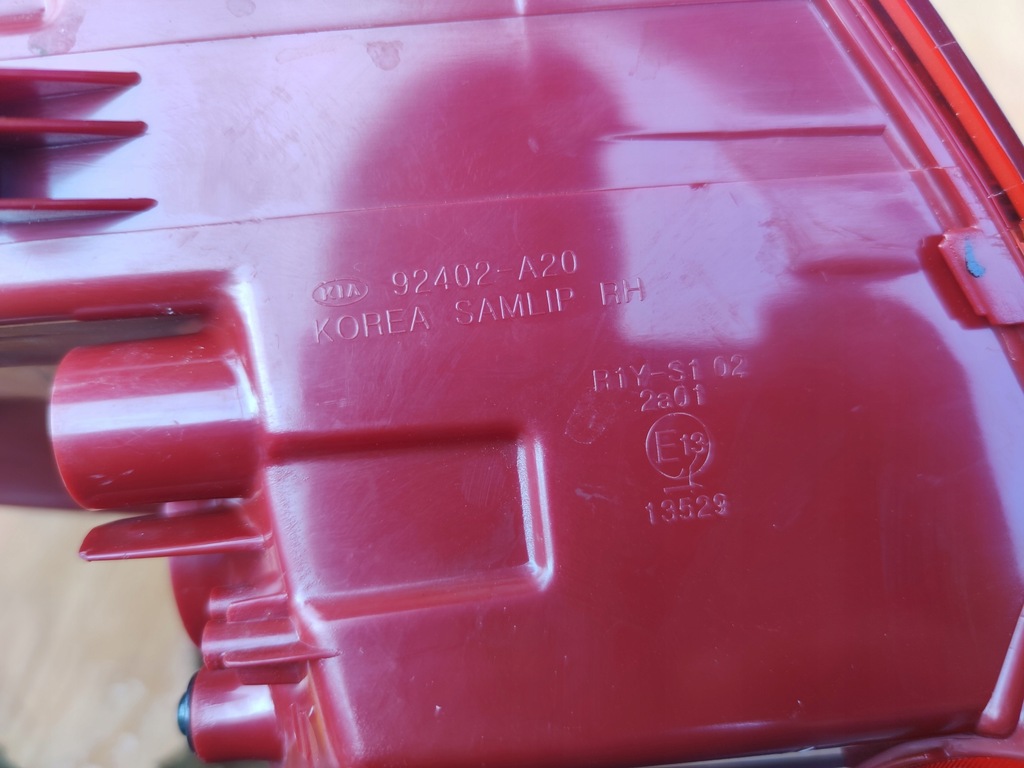 KIA 92402-A20
KOREA SAMLIP RH
R1Y-S1 02
2a01
E13
13529